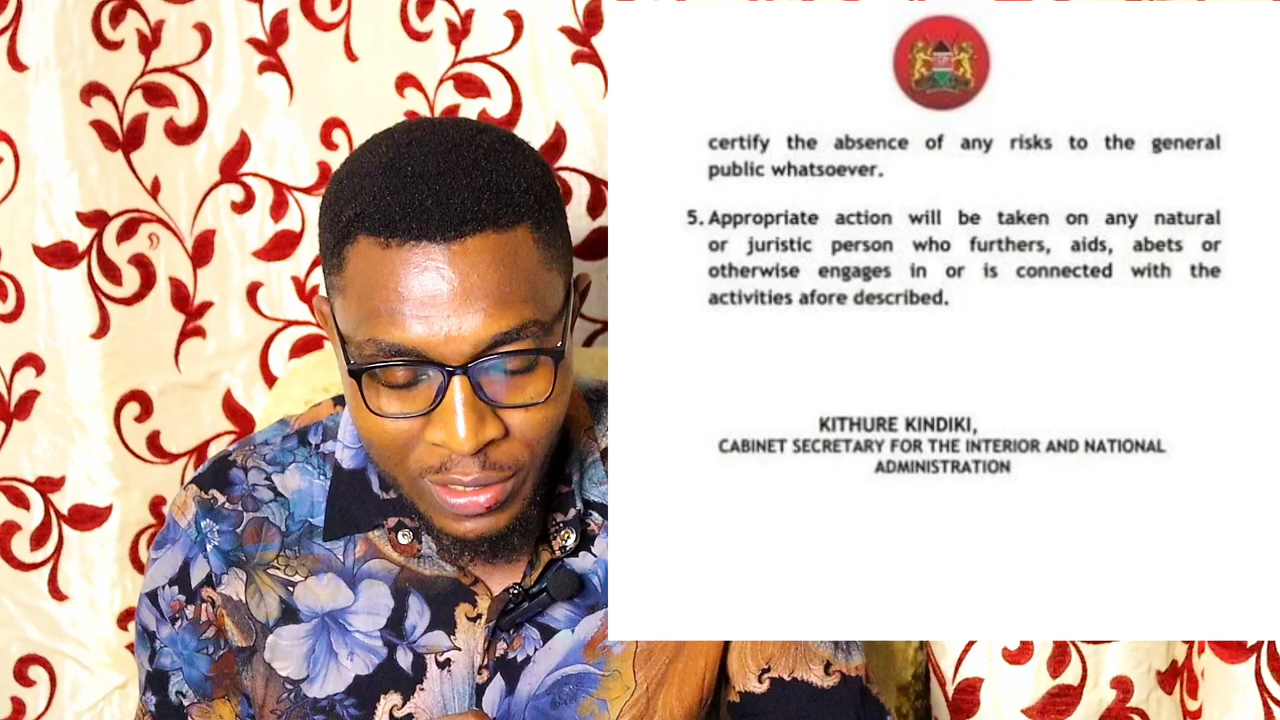 certify the absence of any risks to the general
public whatsoever.
5. Appropriate action will be taken on any natural
or juristic person who furthers, aids, abets or
otherwise engages in or is connected with the
activities afore described.
KITHURE KINDIKI,
CABINET SECRETARY FOR THE INTERIOR AND NATIONAL
ADMINISTRATION